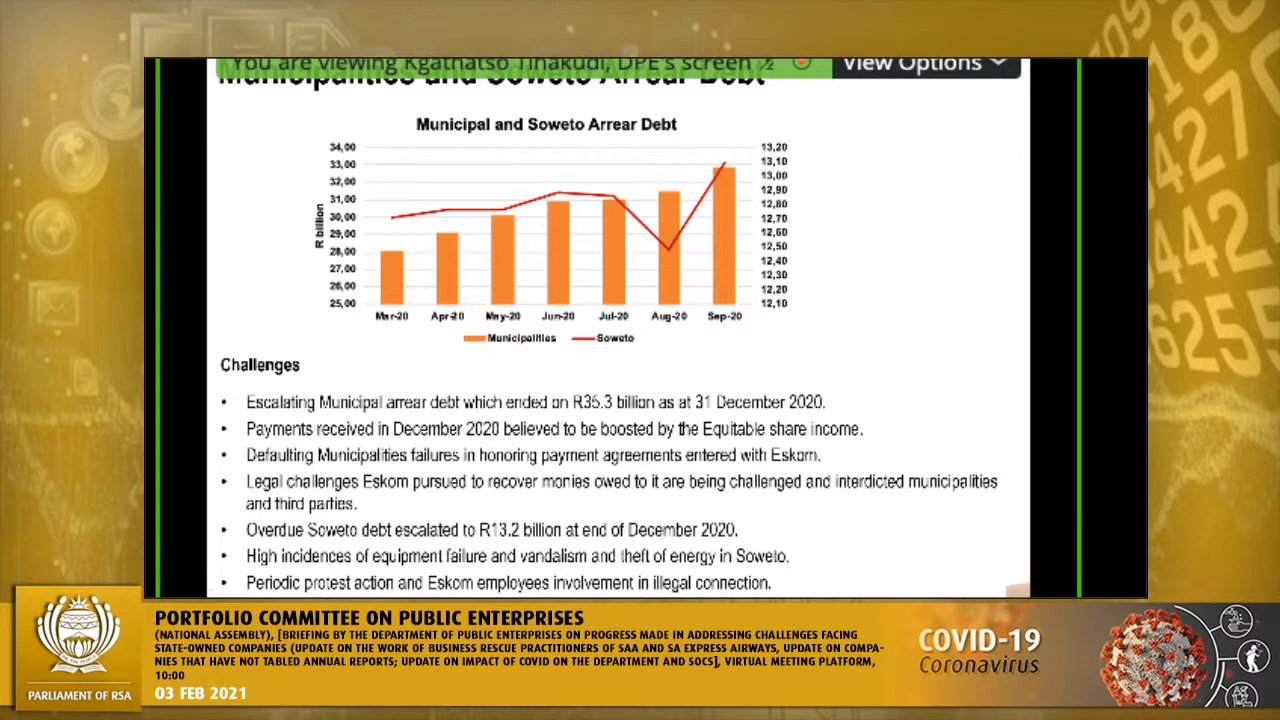 You are viewing Kgathatso Tlhakudi, DPE's screen
View Options
Municipalities and Soweto Arrear Debt
Municipal and Soweto Arrear Debt
34,00
33,00
32,00
31,00
30,00
29,00
28,00
27,00
26,00
25,00
R billion
13,20
13,10
13,00
12,90
12,80
12,70
12,60
12,50
12,40
12,30
12,20
12,10
Mar-20 Apr-20 May-20 Jun-20 Jul-20 Aug-20 Sep-20
Municipalities Soweto
Challenges
• Escalating Municipal arrear debt which ended on R35.3 billion as at 31 December 2020.
• Payments received in December 2020 believed to be boosted by the Equitable share income.
• Defaulting Municipalities failures in honoring payment agreements entered with Eskom.
• Legal challenges Eskom pursued to recover monies owed to it are being challenged and interdicted municipalities
and third parties.
• Overdue Soweto debt escalated to R13.2 billion at end of December 2020.
• High incidences of equipment failure and vandalism and theft of energy in Soweto.
• Periodic protest action and Eskom employees involvement in illegal connection.
PARLIAMENT OF RSA
PORTFOLIO COMMITTEE ON PUBLIC ENTERPRISES
(NATIONAL ASSEMBLY), [BRIEFING BY THE DEPARTMENT OF PUBLIC ENTERPRISES ON PROGRESS MADE IN ADDRESSING CHALLENGES FACING
STATE-OWNED COMPANIES (UPDATE ON THE WORK OF BUSINESS RESCUE PRACTITIONERS OF SAA AND SA EXPRESS AIRWAYS, UPDATE ON COMPA-
NIES THAT HAVE NOT TABLED ANNUAL REPORTS; UPDATE ON IMPACT OF COVID ON THE DEPARTMENT AND SOCS], VIRTUAL MEETING PLATFORM,
10:00
03 FEB 2021
COVID-19
Coronavirus